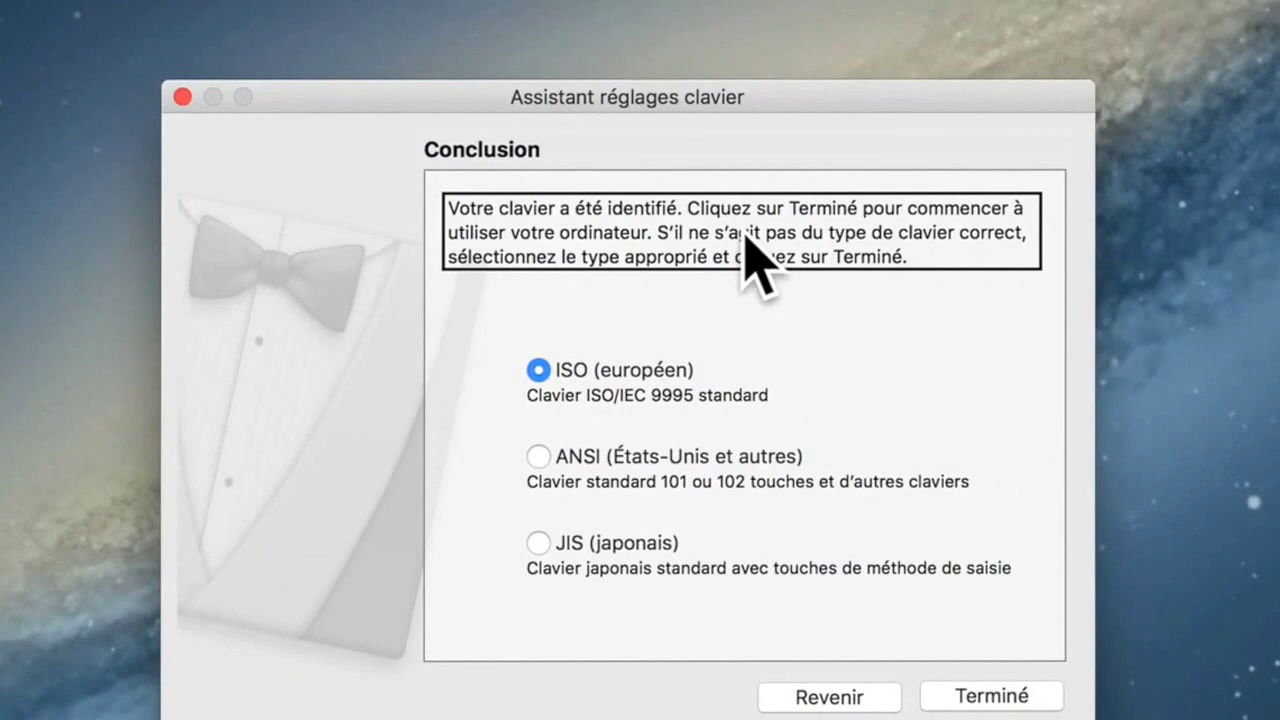 Assistant réglages clavier
Conclusion
Votre clavier a été identifié. Cliquez sur Terminé pour commencer à
utiliser votre ordinateur. S'il ne s'agit pas du type de clavier correct,
sélectionnez le type approprié et cliquez sur Terminé.
ISO (européen)
Clavier ISO/IEC 9995 standard
ANSI (États-Unis et autres)
Clavier standard 101 ou 102 touches et d'autres claviers
JIS (japonais)
Clavier japonais standard avec touches de méthode de saisie
Revenir
Terminé